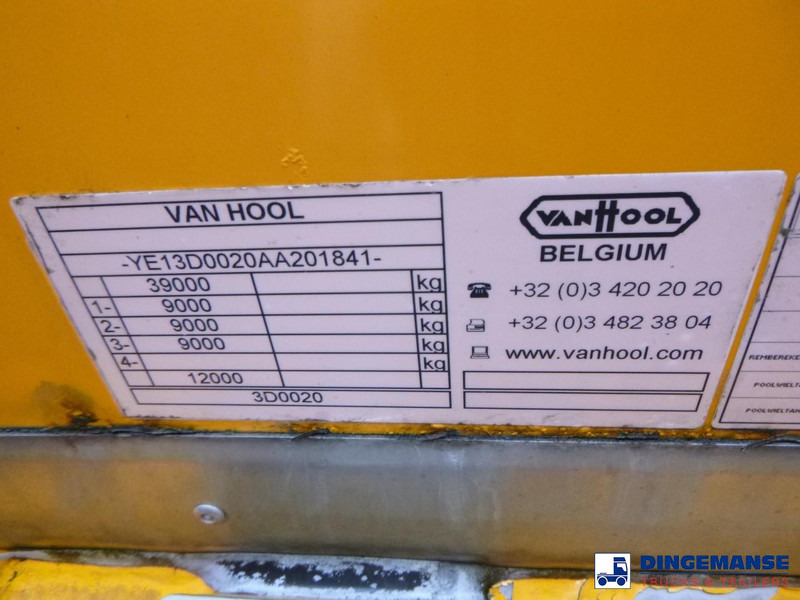 VAN HOOL
-YE13D0020AA201841-
39000 kg
1- 9000 kg
2- 9000 kg
3- 9000 kg
4- kg
12000 kg
3D0020
VANHOOL
BELGIUM
+32 (0)3 420 20 20
+32 (0)3 482 38 04
www.vanhool.com
DINGEMANSE
TRUCKS & TRAILERS